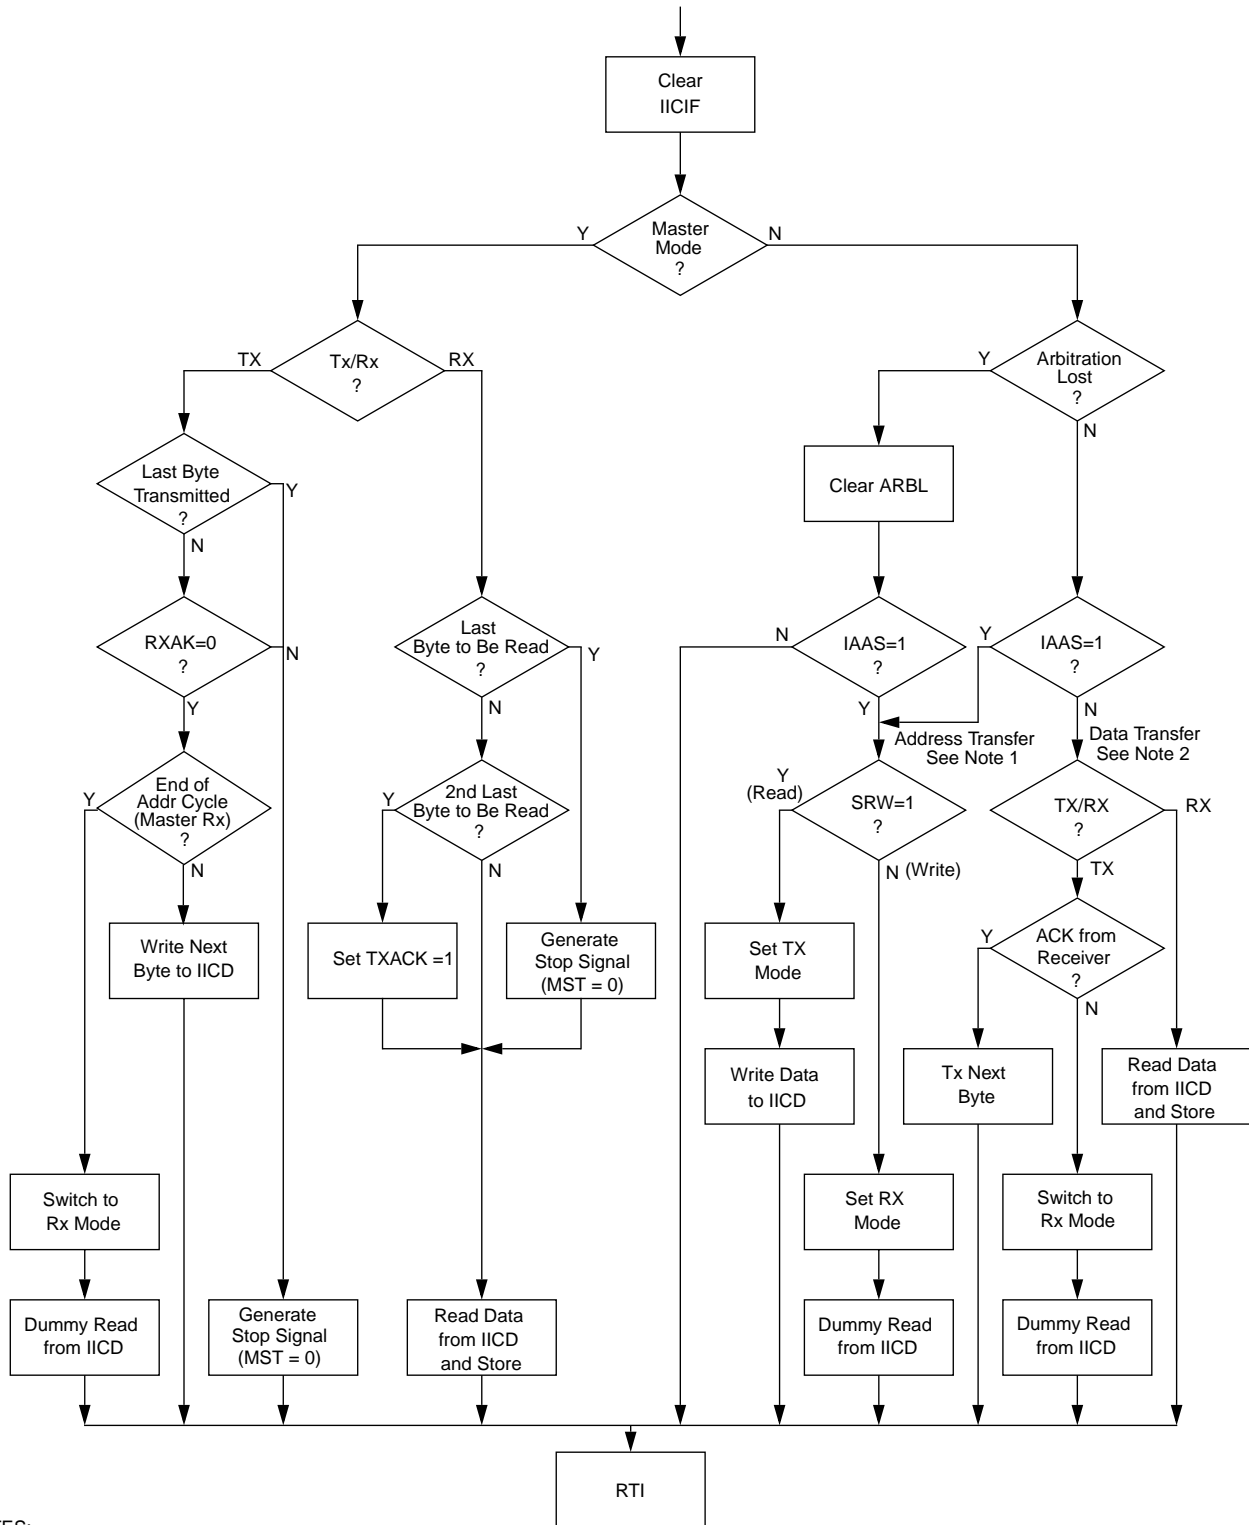 Clear
IICIF
Master
Mode
?
Y
N
Tx/Rx
?
TX
RX
Arbitration
Lost
?
Y
N
Last Byte
Transmitted
?
Y
N
Clear ARBL
RXAK=0
?
N
Y
Last
Byte to Be Read
?
Y
N
IAAS=1
?
N
Y
IAAS=1
?
Y
N
Address Transfer
See Note 1
Data Transfer
See Note 2
End of
Addr Cycle
(Master Rx)
?
Y
N
2nd Last
Byte to Be Read
?
Y
N
Y
(Read)
SRW=1
?
N (Write)
TX/RX
?
RX
TX
Write Next
Byte to IICD
Set TXACK =1
Generate
Stop Signal
(MST = 0)
Set TX
Mode
ACK from
Receiver
?
Y
N
Write Data
to IICD
Tx Next
Byte
Read Data
from IICD
and Store
Switch to
Rx Mode
Set RX
Mode
Switch to
Rx Mode
Dummy Read
from IICD
Generate
Stop Signal
(MST = 0)
Read Data
from IICD
and Store
Dummy Read
from IICD
Dummy Read
from IICD
RTI